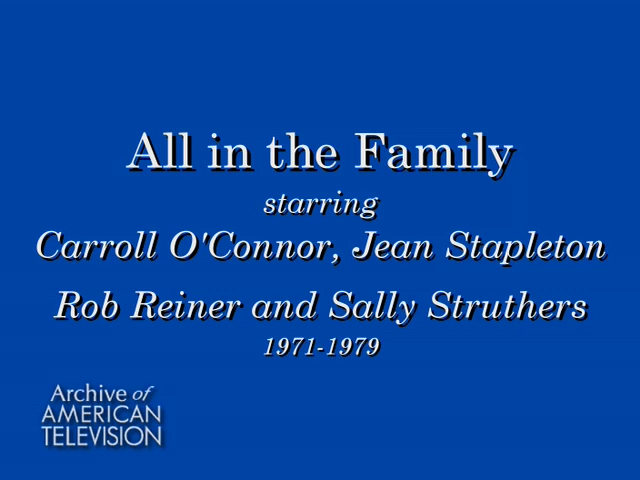 All in the Family
starring
Carroll O'Connor, Jean Stapleton
Rob Reiner and Sally Struthers
1971-1979
Archive of
AMERICAN
TELEVISION